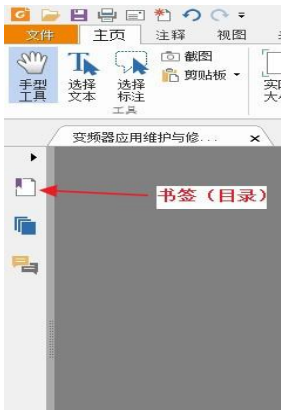 文件 主页 注释 视图
手型工具 选择文本 选择标注 截图 剪贴板
工具
变频器应用维护与修...
书签（目录）